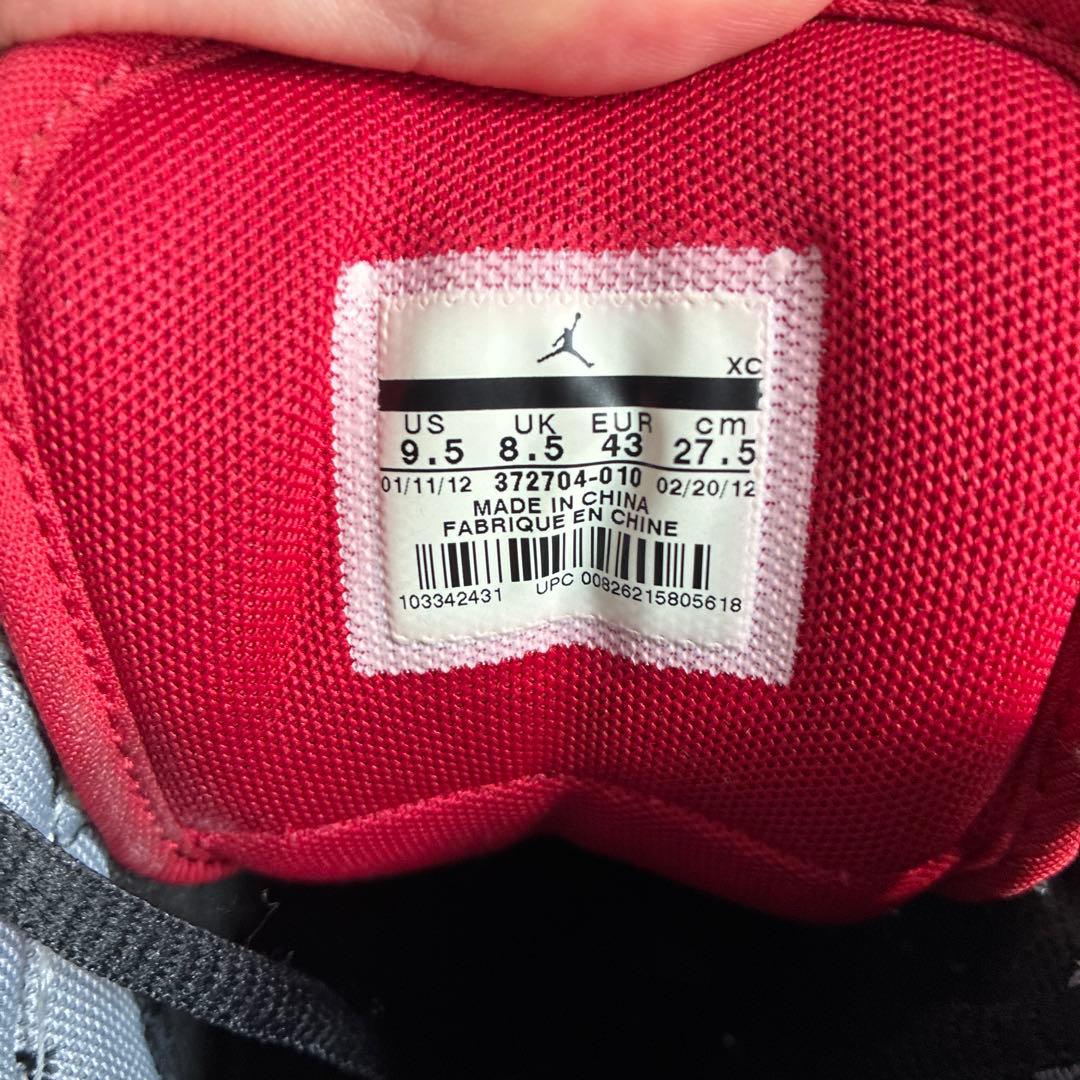 XC
US UK EUR cm
9.5 8.5 43 27.5
01/11/12 372704-010 02/20/12
MADE IN CHINA
FABRIQUE EN CHINE
103342431 UPC 00826215805618